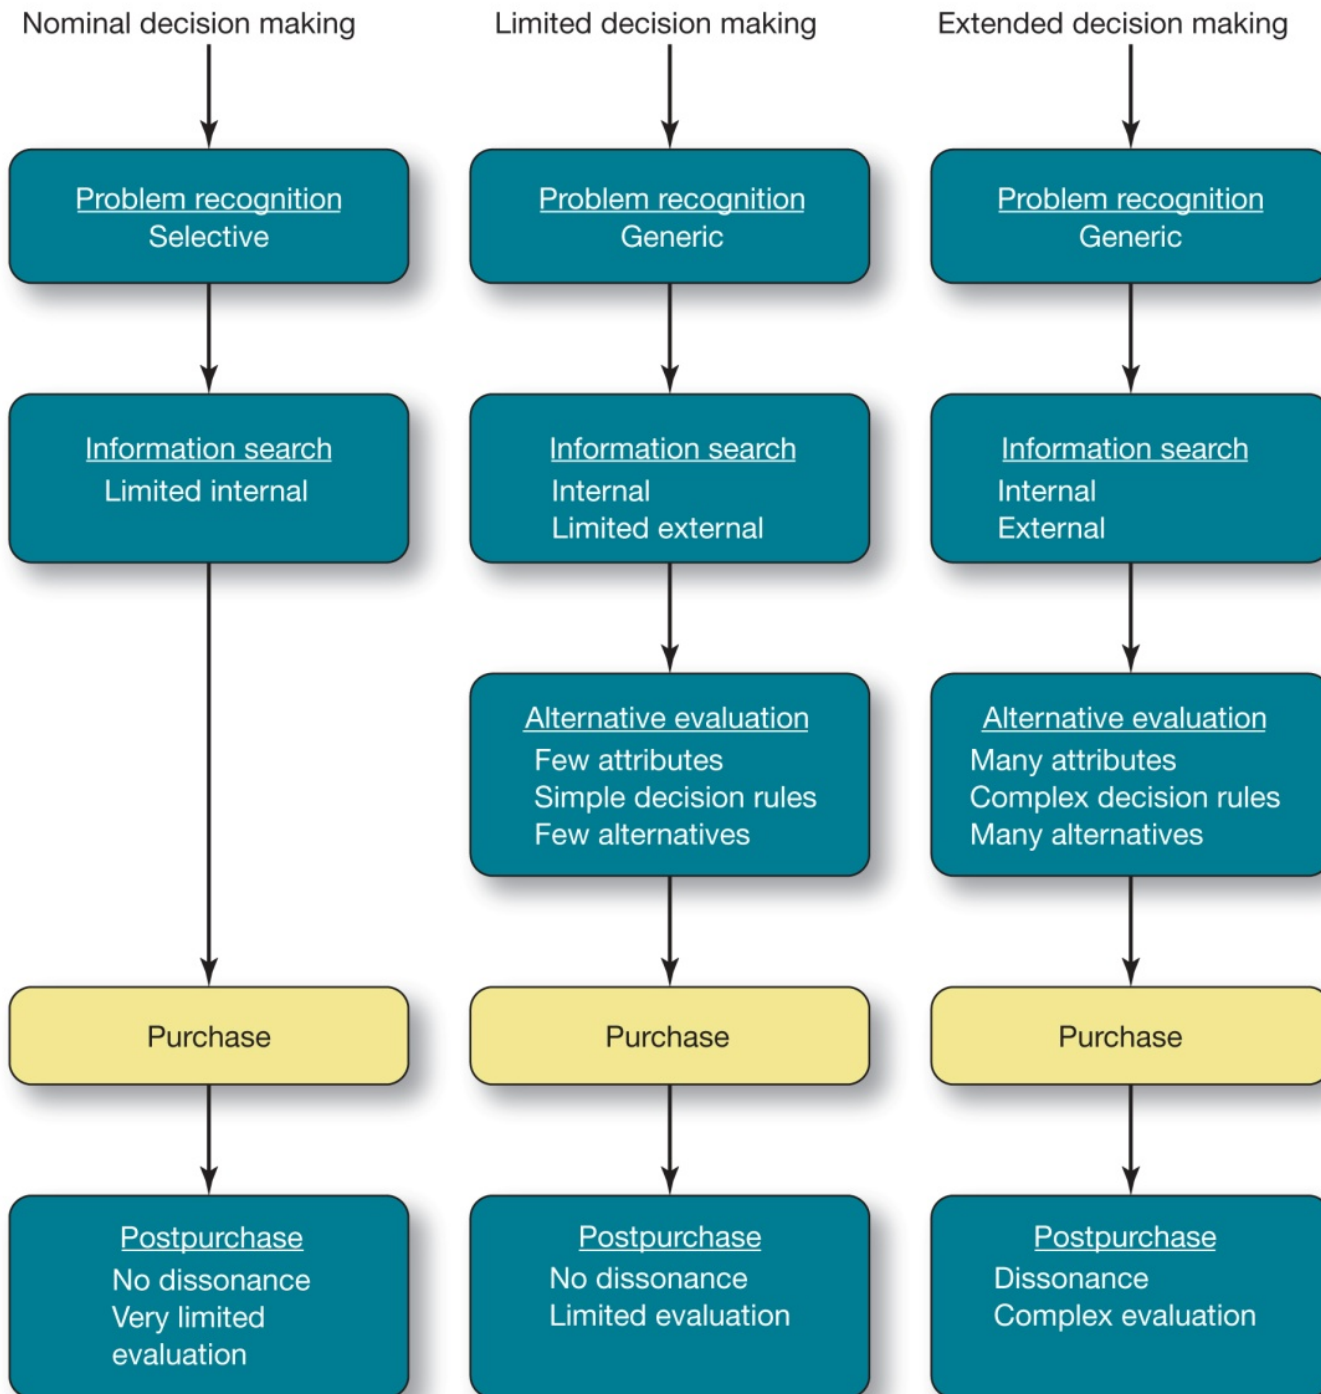 Nominal decision making
Limited decision making
Extended decision making
Problem recognition
Selective
Problem recognition
Generic
Problem recognition
Generic
Information search
Limited internal
Information search
Internal
Limited external
Information search
Internal
External
Alternative evaluation
Few attributes
Simple decision rules
Few alternatives
Alternative evaluation
Many attributes
Complex decision rules
Many alternatives
Purchase
Purchase
Purchase
Postpurchase
No dissonance
Very limited
evaluation
Postpurchase
No dissonance
Limited evaluation
Postpurchase
Dissonance
Complex evaluation